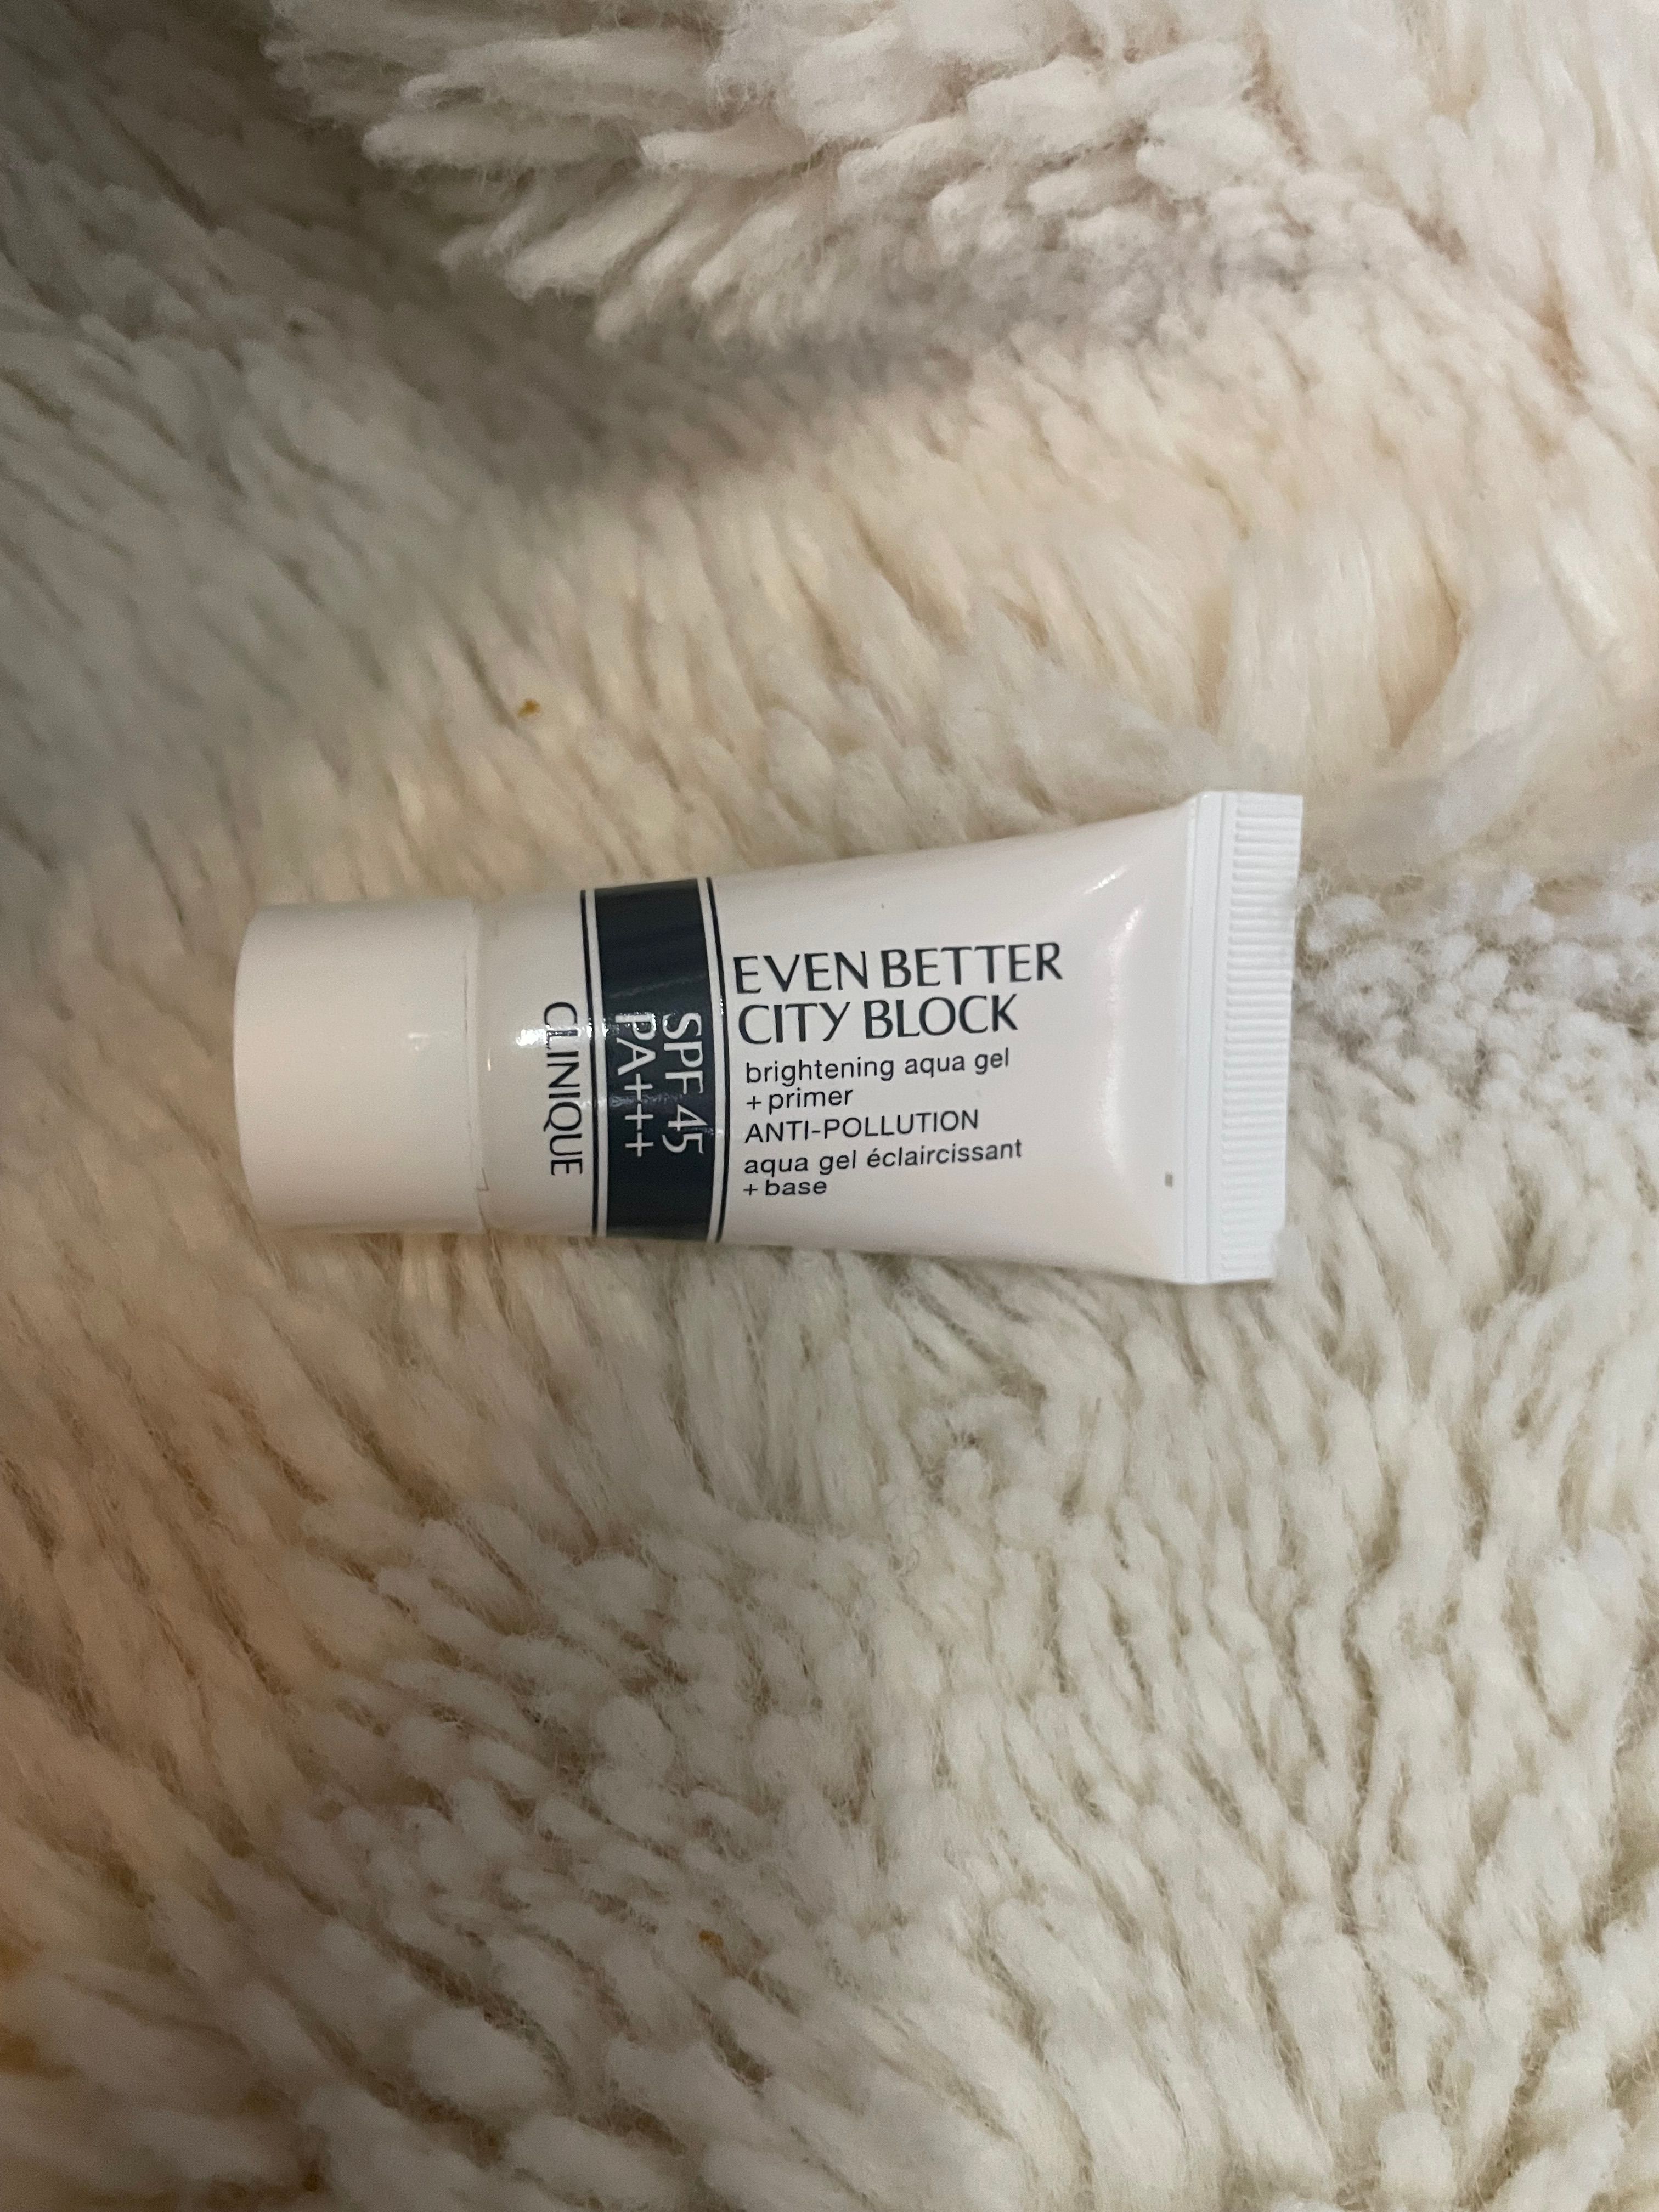 EVEN BETTER
CITY BLOCK
brightening aqua gel
+ primer
ANTI-POLLUTION
aqua gel éclaircissant
+ base
SPF 45
PA+++
CLINIQUE